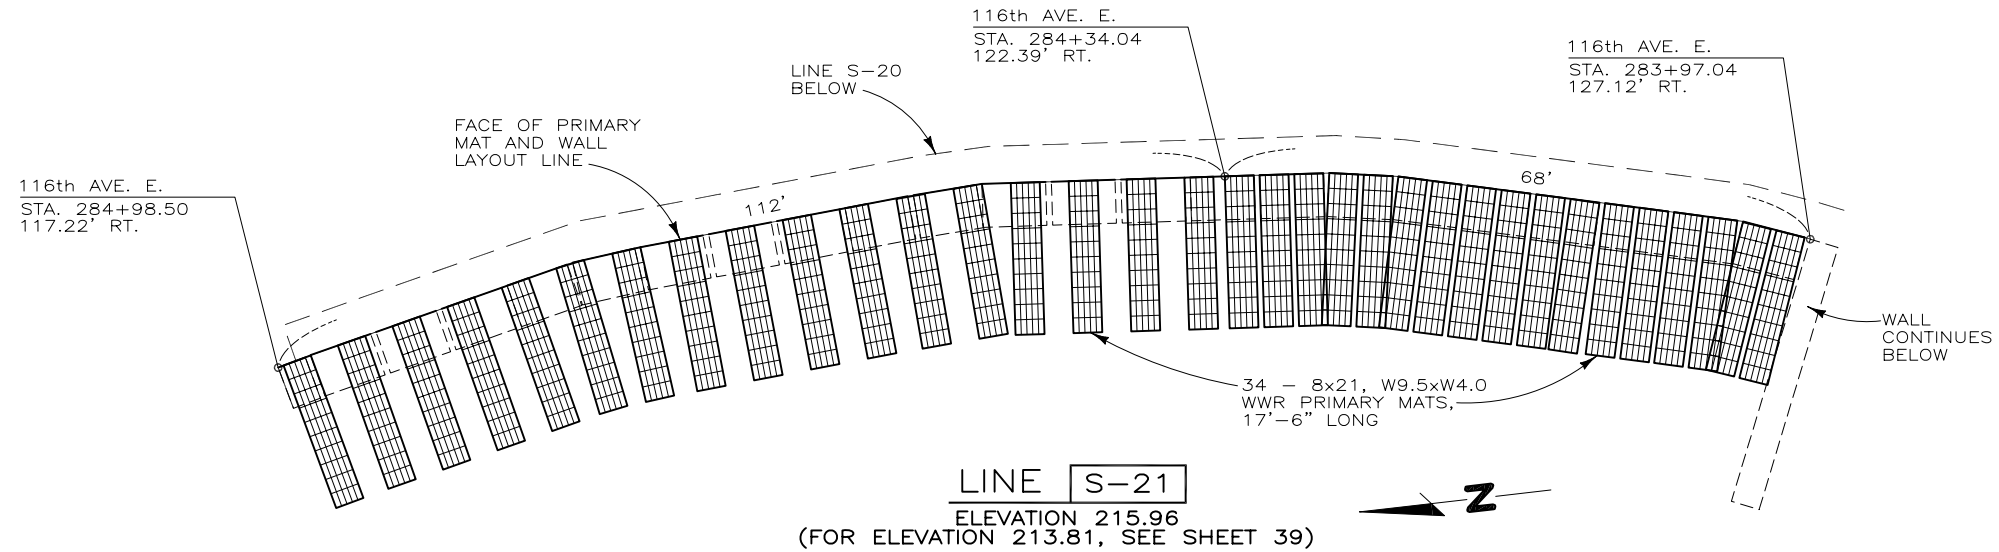 116th AVE. E.
STA. 284+34.04
122.39' RT.
116th AVE. E.
STA. 283+97.04
127.12' RT.
LINE S-20
BELOW
FACE OF PRIMARY
MAT AND WALL
LAYOUT LINE
116th AVE. E.
STA. 284+98.50
117.22' RT.
112'
68'
WALL
CONTINUES
BELOW
34 - 8x21, W9.5xW4.0
WWR PRIMARY MATS,
17'-6" LONG
LINE S-21
ELEVATION 215.96
(FOR ELEVATION 213.81, SEE SHEET 39)
N